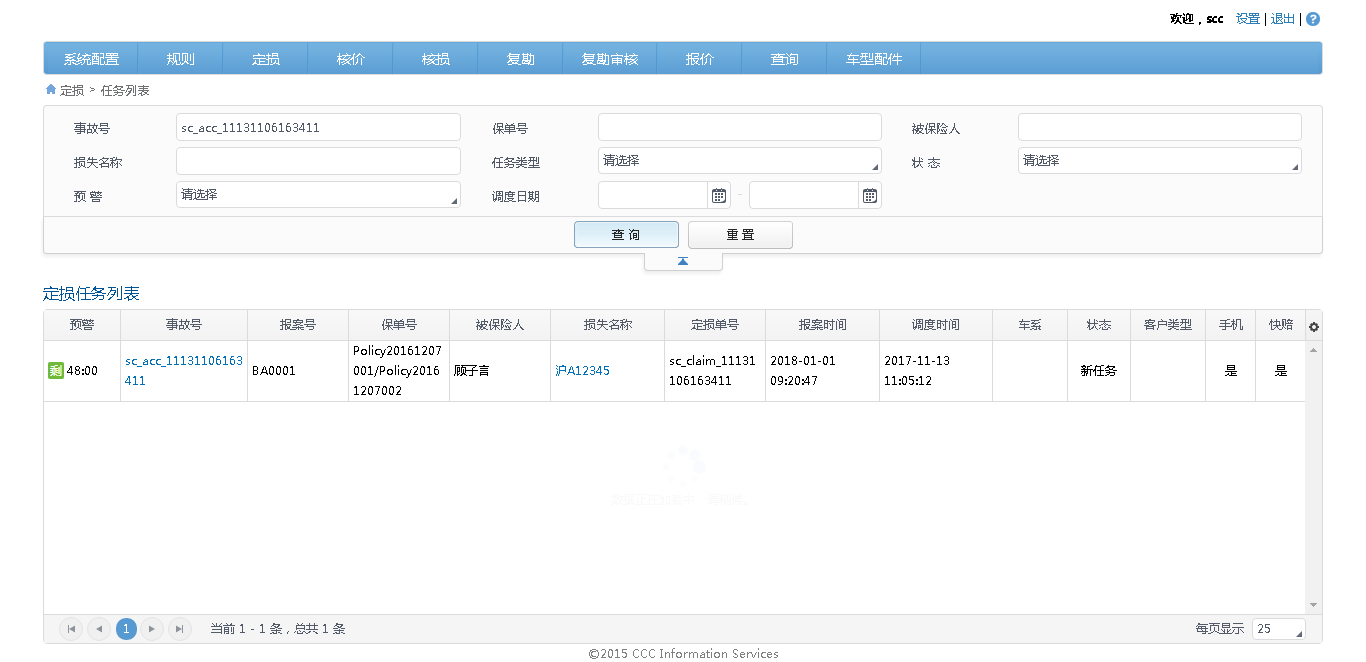 欢迎，scc 设置 | 退出 | ?
系统配置 规则 定损 核价 核损 复勘 复勘审核 报价 查询 车型配件
定损 > 任务列表
事故号 sc_acc_11131106163411 保单号 被保险人
损失名称 任务类型 请选择 状 态 请选择
预 警 请选择 调度日期 -
查 询 重 置
定损任务列表
预警 事故号 报案号 保单号 被保险人 损失名称 定损单号 报案时间 调度时间 车系 状态 客户类型 手机 快赔
剩 48:00 sc_acc_11131106163 BA0001 Policy20161207 顾子言 沪A12345 sc_claim_11131 2018-01-01 2017-11-13 新任务 是 是
411 001/Policy2016 106163411 09:20:47 11:05:12
1207002
1 当前 1 - 1 条，总共 1 条 每页显示 25
©2015 CCC Information Services